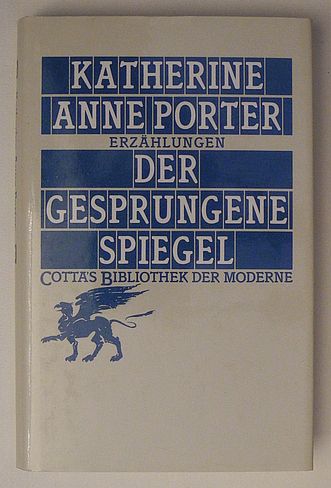 KATHERINE
ANNE PORTER
ERZÄHLUNGEN
DER
GESPRUNGENE
SPIEGEL
COTTA'S BIBLIOTHEK DER MODERNE